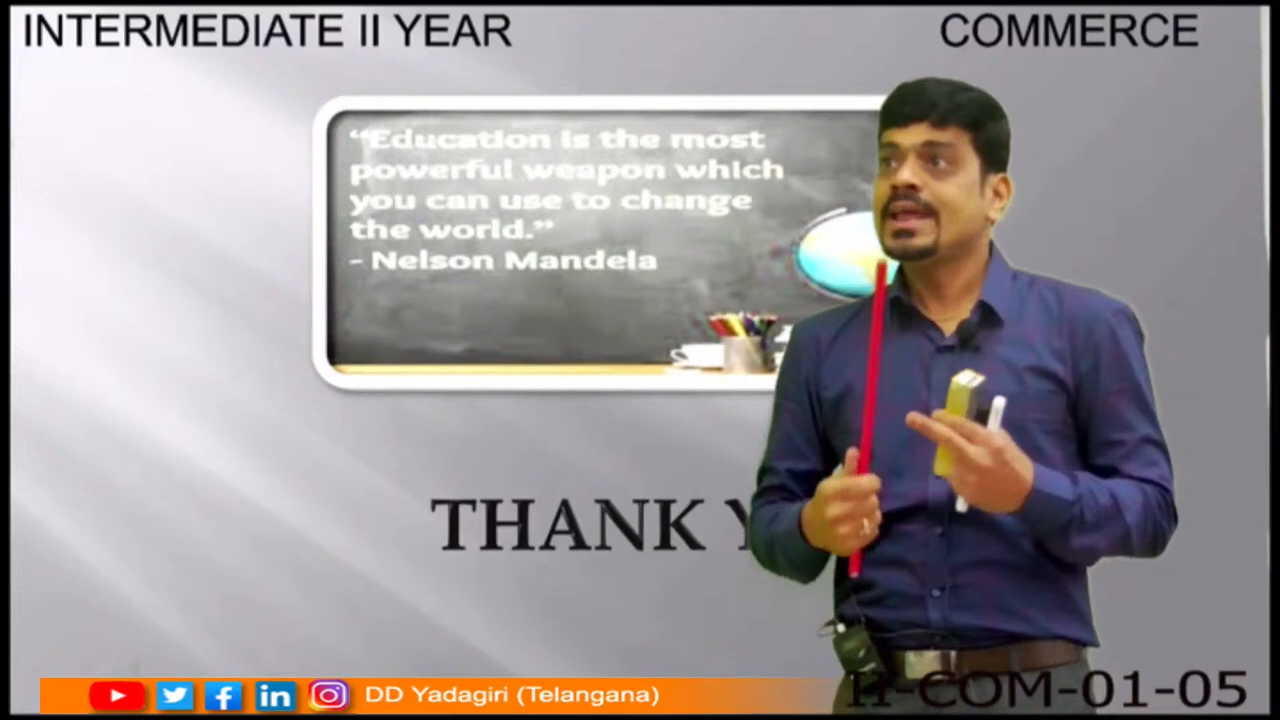 INTERMEDIATE II YEAR
COMMERCE
“Education is the most
powerful weapon which
you can use to change
the world.”
- Nelson Mandela
THANK Y
DD Yadagiri (Telangana)
II-COM-01-05